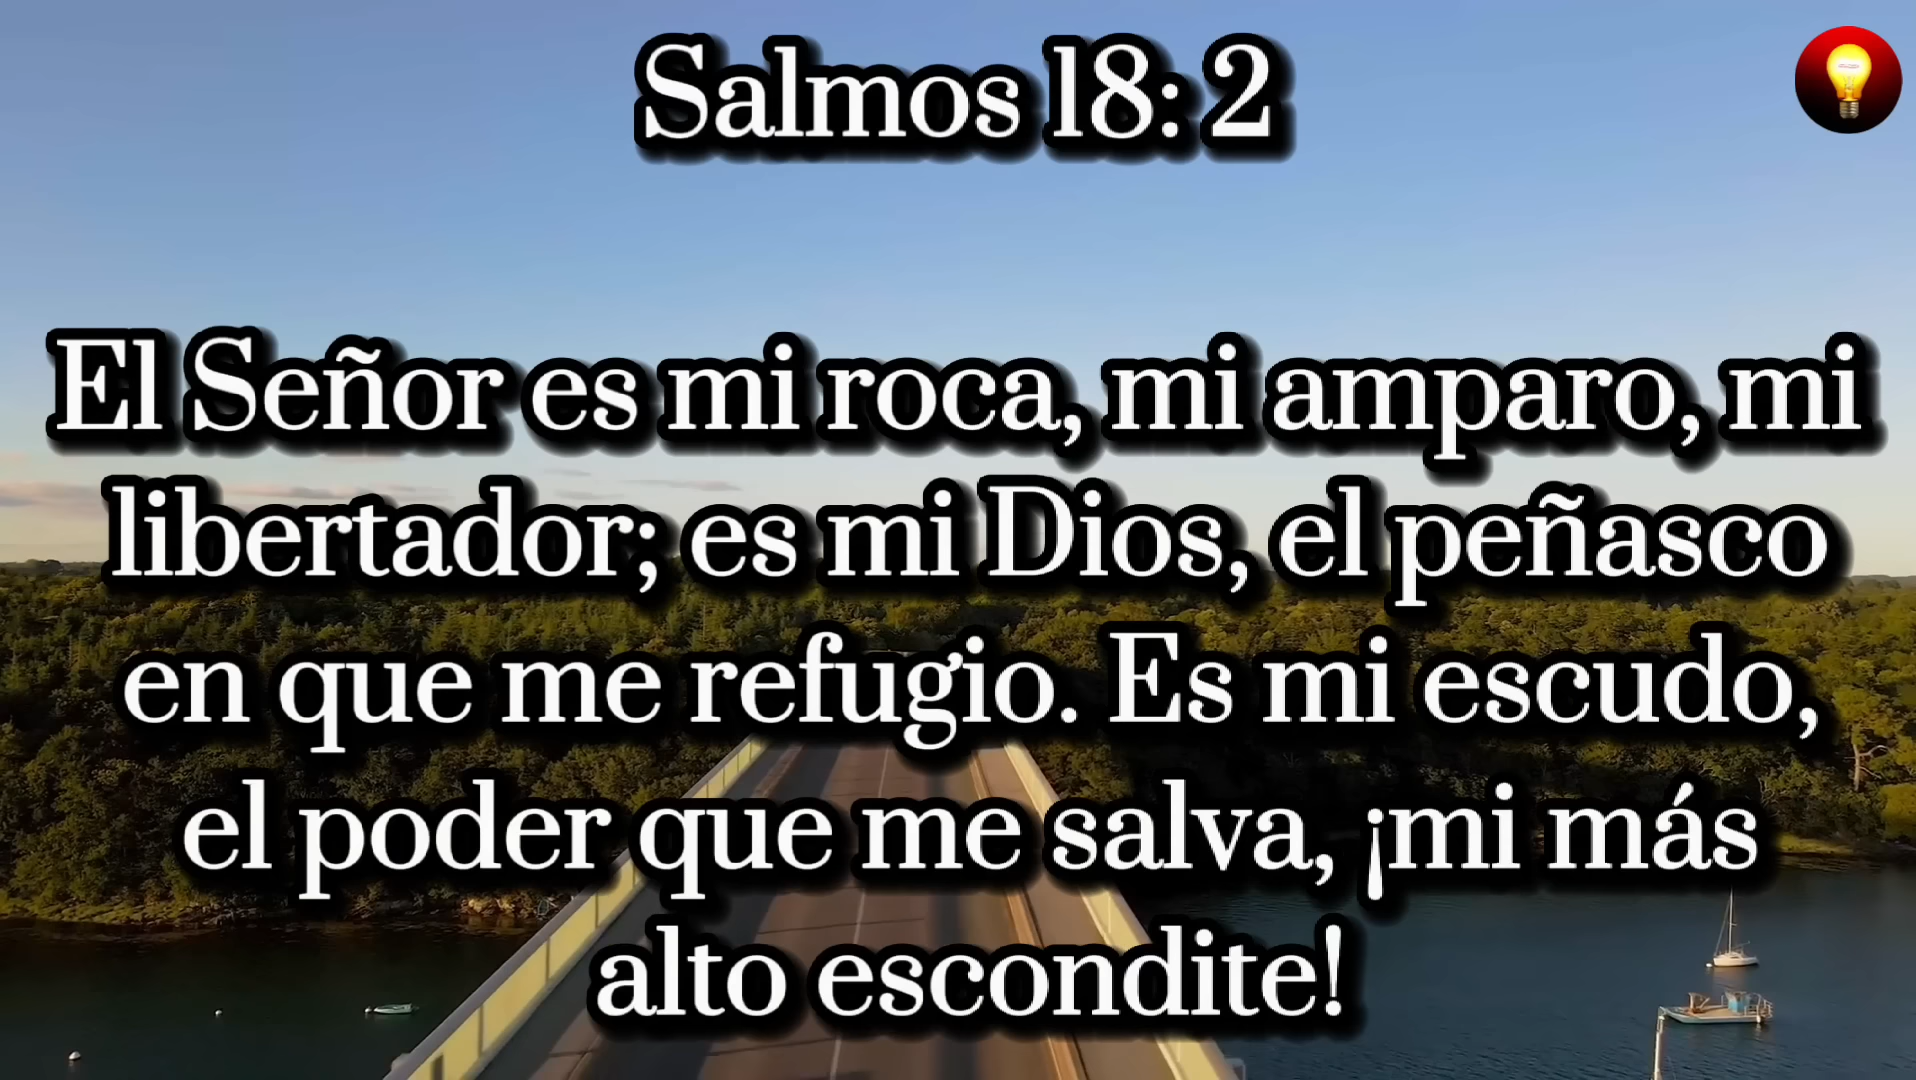 Salmos 18: 2
El Señor es mi roca, mi amparo, mi
libertador; es mi Dios, el peñasco
en que me refugio. Es mi escudo,
el poder que me salva, ¡mi más
alto escondite!